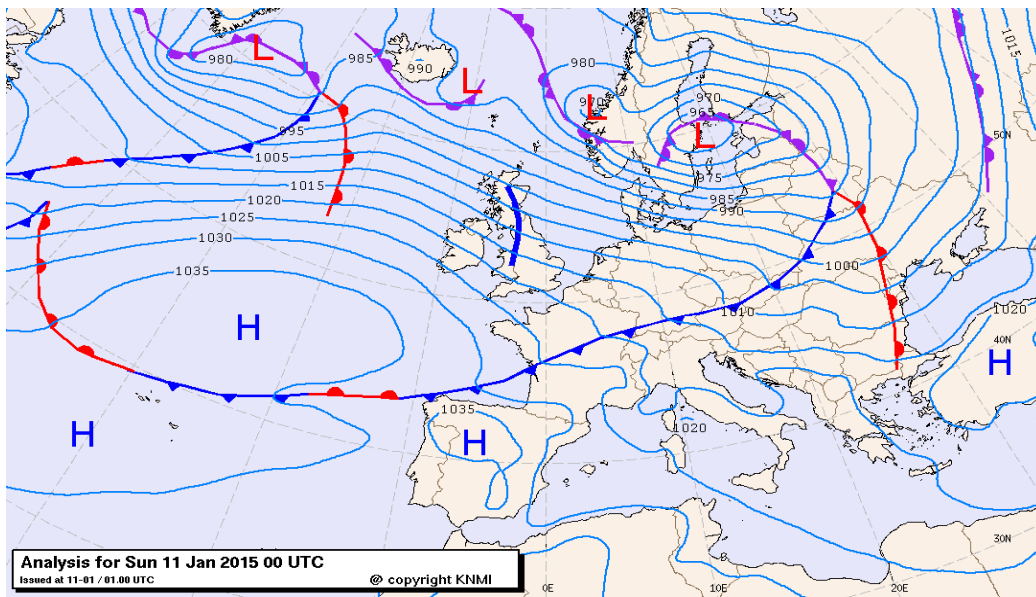 1015
L
980
985
990
L
980
970
L
970
965
L
975
985
990
50N
995
1005
1015
1020
1025
1030
1035
H
1000
1010
1020
40N
H
H
1035
H
1020
30N
0E
10E
20E
Analysis for Sun 11 Jan 2015 00 UTC
Issued at 11-01 / 01.00 UTC
@ copyright KNMI